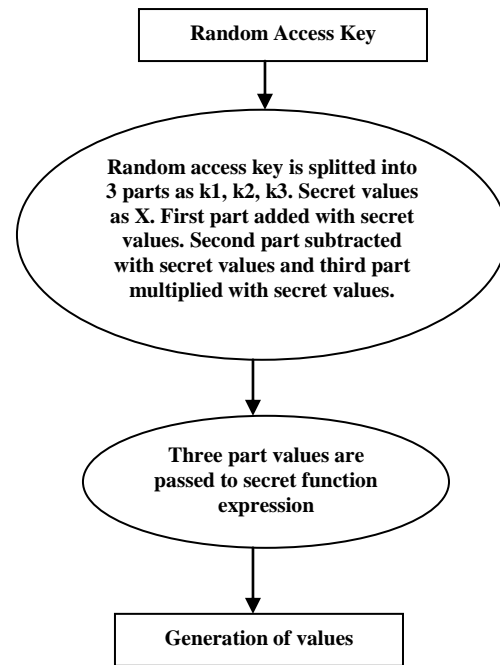 Random Access Key
Random access key is splitted into
3 parts as k1, k2, k3. Secret values
as X. First part added with secret
values. Second part subtracted
with secret values and third part
multiplied with secret values.
Three part values are
passed to secret function
expression
Generation of values